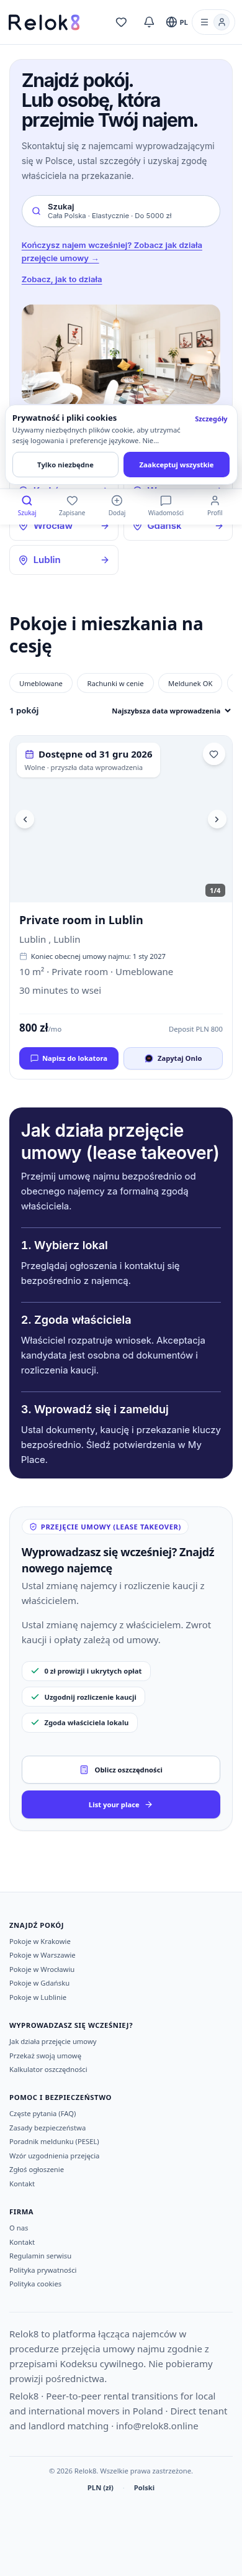 Relok8
PL
Znajdź pokój.
Lub osobę, która
przejmie Twój najem.
Skontaktuj się z najemcami wyprowadzającymi
się w Polsce, ustal szczegóły i uzyskaj zgodę
właściciela na przekazanie.
Szukaj
Cała Polska · Elastycznie · Do 5000 zł
Kończysz najem wcześniej? Zobacz jak działa
przejęcie umowy →
Zobacz, jak to działa
Prywatność i pliki cookies
Szczegóły
Używamy niezbędnych plików cookie, aby utrzymać
sesję logowania i preferencje językowe. Nie…
Tylko niezbędne
Zaakceptuj wszystkie
Szukaj
Zapisane
Dodaj
Wiadomości
Profil
Wrocław
Gdańsk
Lublin
Pokoje i mieszkania na
cesję
Umeblowane
Rachunki w cenie
Meldunek OK
1 pokój
Najszybsza data wprowadzenia
Dostępne od 31 gru 2026
Wolne · przyszła data wprowadzenia
1/4
Private room in Lublin
Lublin , Lublin
Koniec obecnej umowy najmu: 1 sty 2027
10 m² · Private room · Umeblowane
30 minutes to wsei
800 zł/mo
Deposit PLN 800
Napisz do lokatora
Zapytaj Onlo
Jak działa przejęcie
umowy (lease takeover)
Przejmij umowę najmu bezpośrednio od
obecnego najemcy za formalną zgodą
właściciela.
1. Wybierz lokal
Przeglądaj ogłoszenia i kontaktuj się
bezpośrednio z najemcą.
2. Zgoda właściciela
Właściciel rozpatruje wniosek. Akceptacja
kandydata jest osobna od dokumentów i
rozliczenia kaucji.
3. Wprowadź się i zamelduj
Ustal dokumenty, kaucję i przekazanie kluczy
bezpośrednio. Śledź potwierdzenia w My
Place.
PRZEJĘCIE UMOWY (LEASE TAKEOVER)
Wyprowadzasz się wcześniej? Znajdź
nowego najemcę
Ustal zmianę najemcy i rozliczenie kaucji z
właścicielem.
Ustal zmianę najemcy z właścicielem. Zwrot
kaucji i opłaty zależą od umowy.
0 zł prowizji i ukrytych opłat
Uzgodnij rozliczenie kaucji
Zgoda właściciela lokalu
Oblicz oszczędności
List your place →
ZNAJDŹ POKÓJ
Pokoje w Krakowie
Pokoje w Warszawie
Pokoje w Wrocławiu
Pokoje w Gdańsku
Pokoje w Lublinie
WYPROWADZASZ SIĘ WCZEŚNIEJ?
Jak działa przejęcie umowy
Przekaż swoją umowę
Kalkulator oszczędności
POMOC I BEZPIECZEŃSTWO
Częste pytania (FAQ)
Zasady bezpieczeństwa
Poradnik meldunku (PESEL)
Wzór uzgodnienia przejęcia
Zgłoś ogłoszenie
Kontakt
FIRMA
O nas
Kontakt
Regulamin serwisu
Polityka prywatności
Polityka cookies
Relok8 to platforma łącząca najemców w
procedurze przejęcia umowy najmu zgodnie z
przepisami Kodeksu cywilnego. Nie pobieramy
prowizji pośrednictwa.
Relok8 · Peer-to-peer rental transitions for local
and international movers in Poland · Direct tenant
and landlord matching · info@relok8.online
© 2026 Relok8. Wszelkie prawa zastrzeżone.
PLN (zł)
Polski